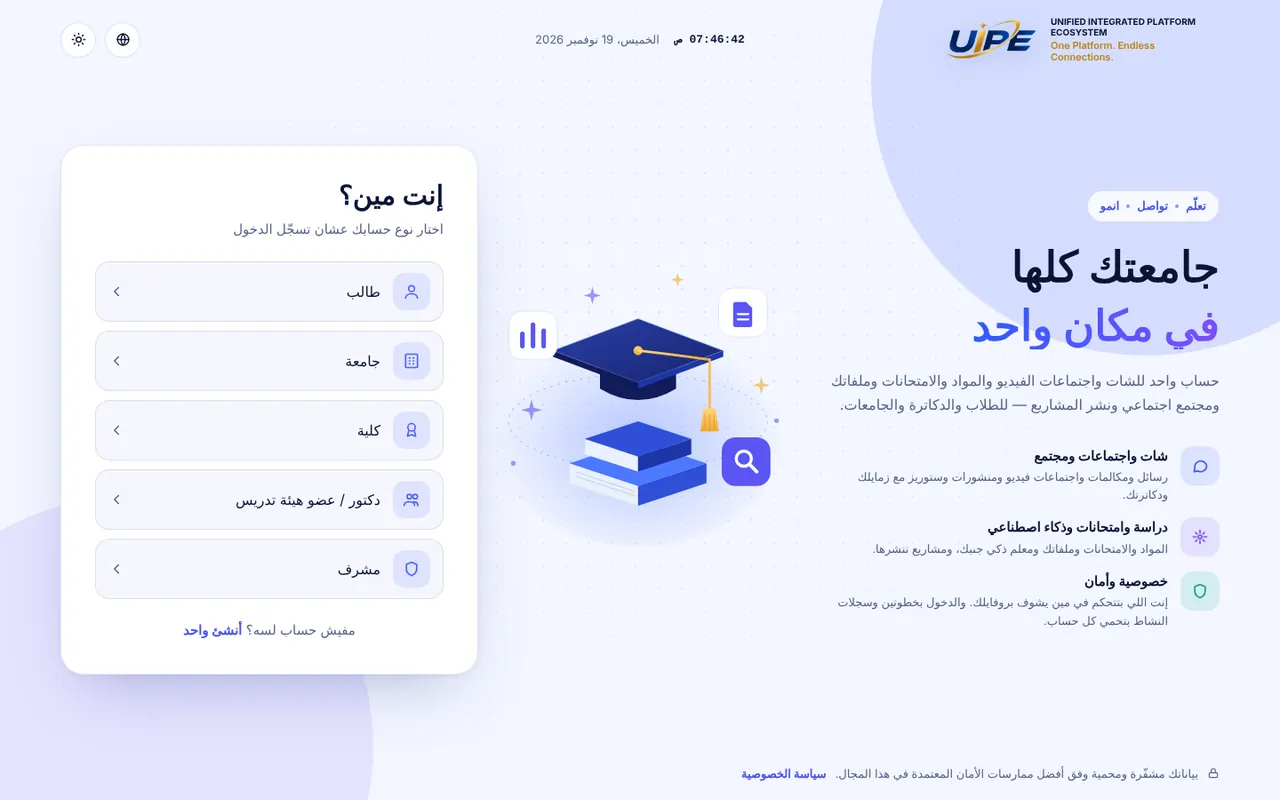 UIPE
UNIFIED INTEGRATED PLATFORM
ECOSYSTEM
One Platform. Endless
Connections.
07:46:42 ص
الخميس، 19 نوفمبر 2026
تعلّم • تواصل • انمو
جامعتك كلها
في مكان واحد
حساب واحد للشات واجتماعات الفيديو والمواد والامتحانات وملفاتك
ومجتمع اجتماعي ونشر المشاريع — للطلاب والدكاترة والجامعات.
شات واجتماعات ومجتمع
رسائل ومكالمات واجتماعات فيديو ومنشورات وستوريز مع زمايلك
ودكاترتك.
دراسة وامتحانات وذكاء اصطناعي
المواد والامتحانات وملفاتك ومعلم ذكي جنبك، ومشاريع ننشرها.
خصوصية وأمان
إنت اللي بتتحكم في مين يشوف بروفايلك. والدخول بخطوتين وسجلات
النشاط بتحمي كل حساب.
إنت مين؟
اختار نوع حسابك عشان تسجّل الدخول
طالب
جامعة
كلية
دكتور / عضو هيئة تدريس
مشرف
مفيش حساب لسه؟ أنشئ واحد
بياناتك مشفّرة ومحمية وفق أفضل ممارسات الأمان المعتمدة في هذا المجال. سياسة الخصوصية